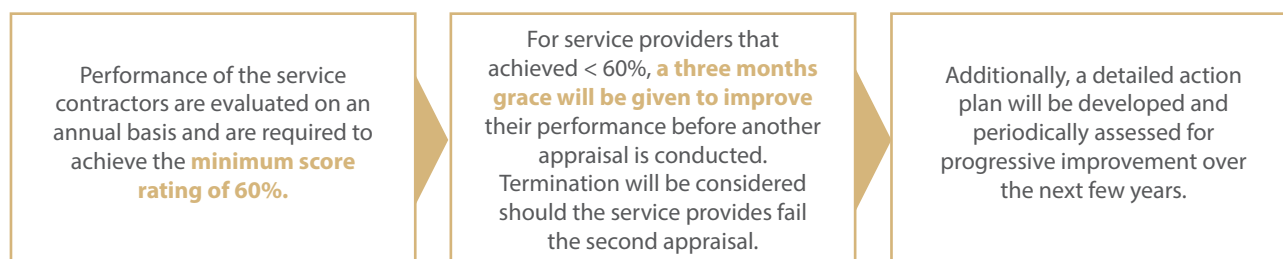 Performance of the service
contractors are evaluated on an
annual basis and are required to
achieve the minimum score
rating of 60%.
For service providers that
achieved < 60%, a three months
grace will be given to improve
their performance before another
appraisal is conducted.
Termination will be considered
should the service provides fail
the second appraisal.
Additionally, a detailed action
plan will be developed and
periodically assessed for
progressive improvement over
the next few years.